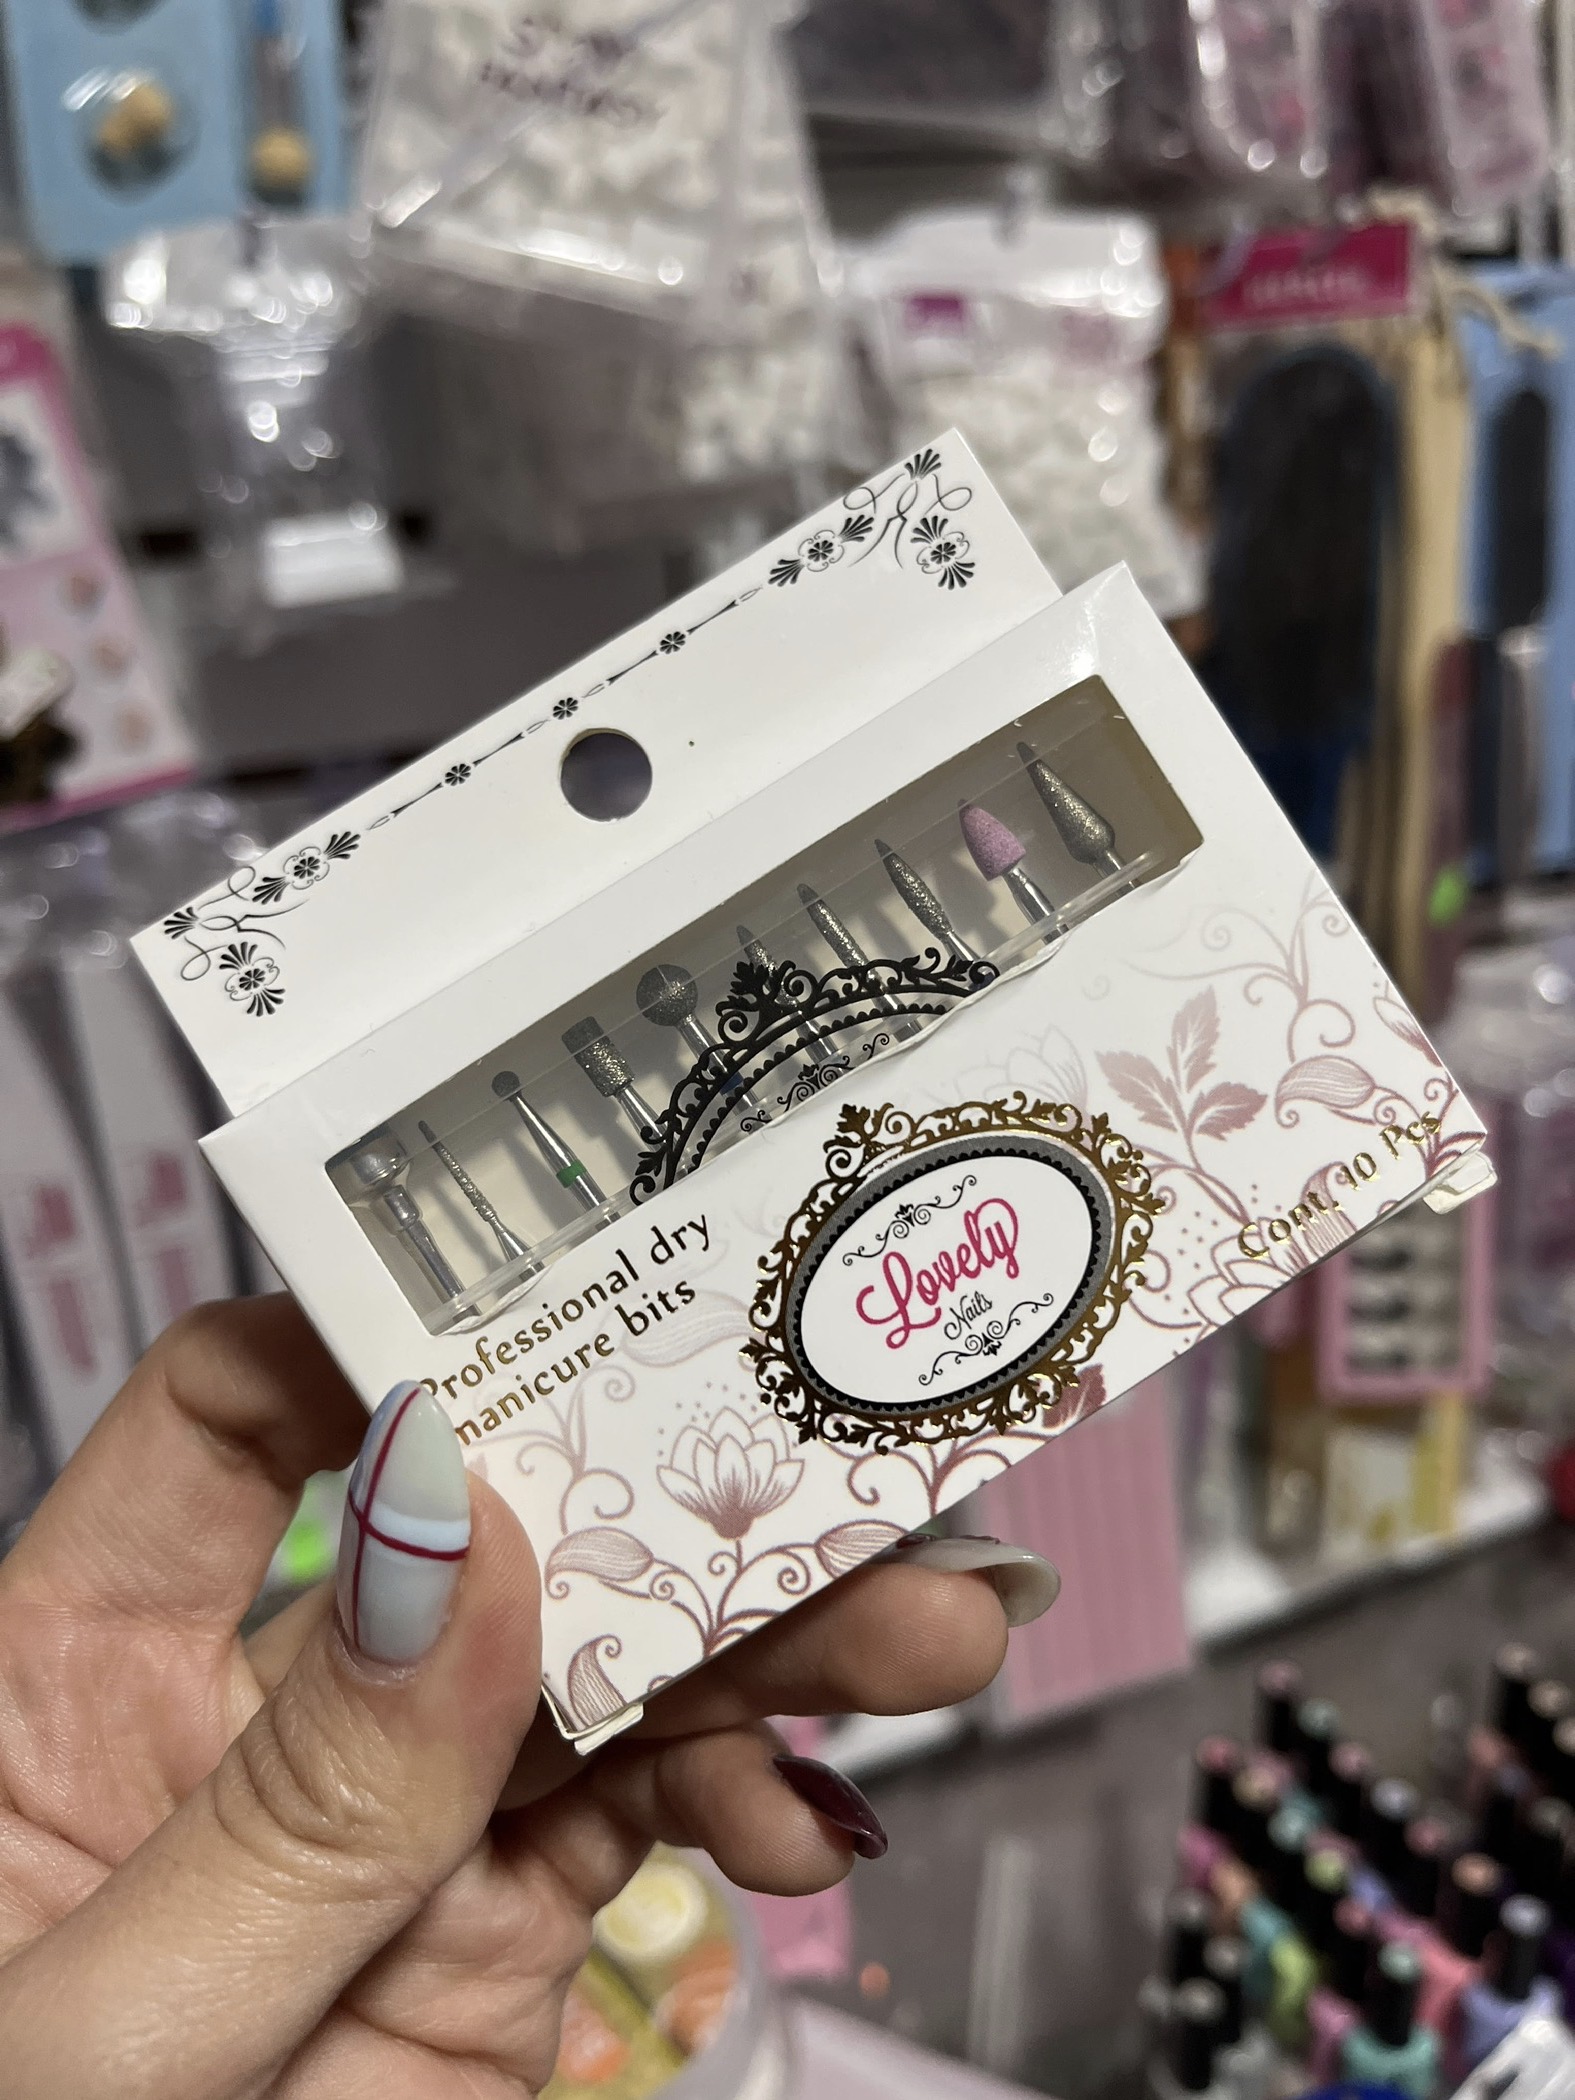 Professional dry
manicure bits
Lovely
Nails
Cont. 10 Pcs